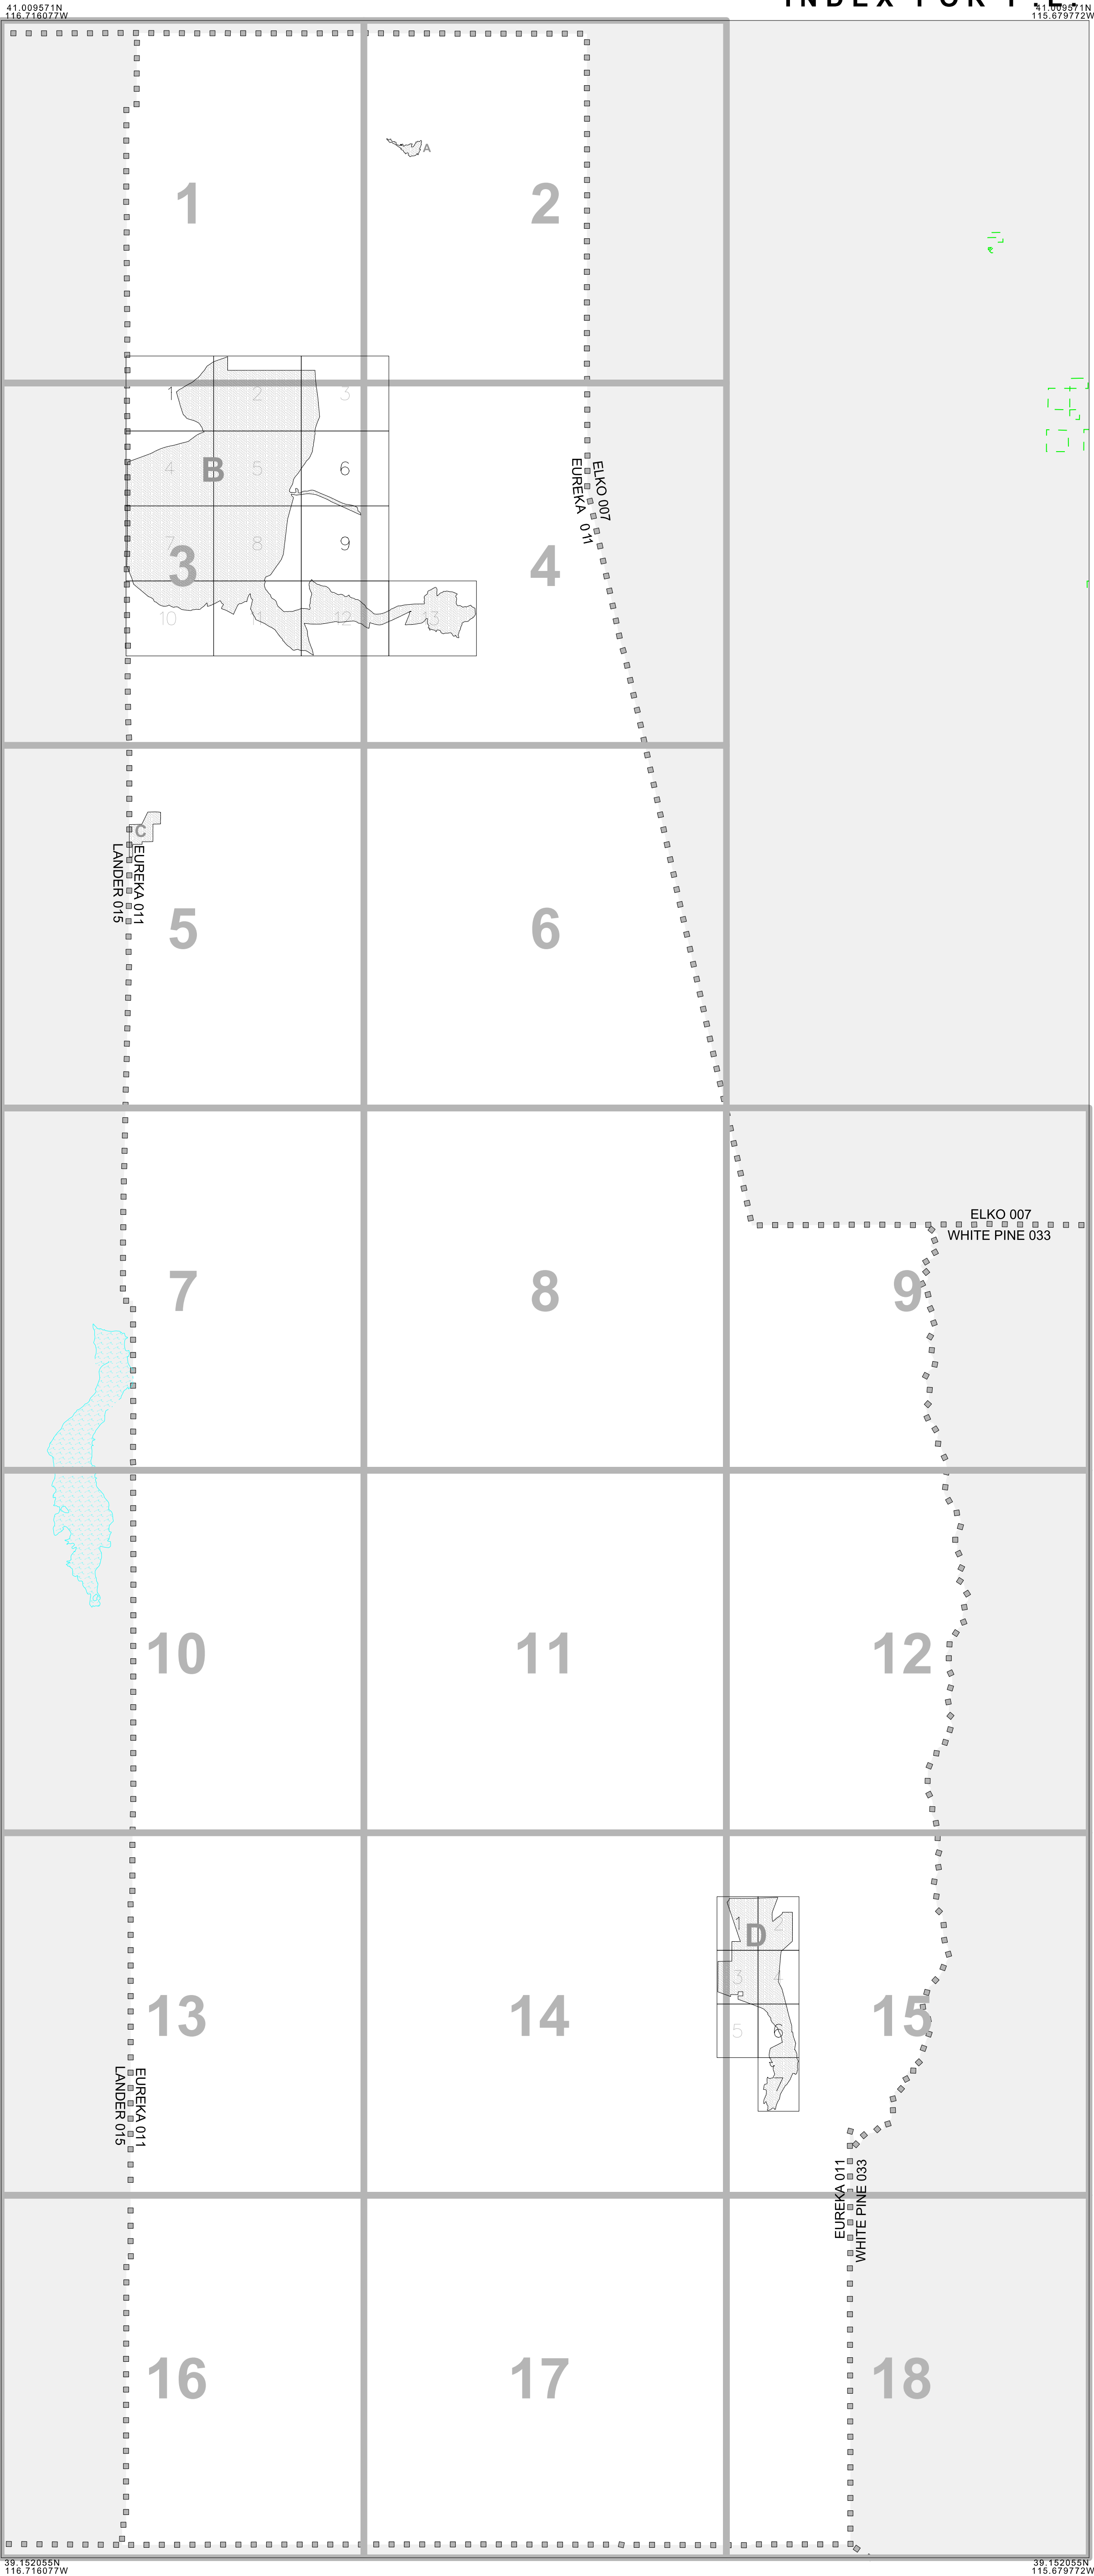 INDEX FOR P.L.
41.009571N
116.716077W
41.009571N
115.679772W
A
1
2
1
2
3
4
B
5
6
ELKO 007
EUREKA 011
7
3
8
9
4
10
11
12
13
C
EUREKA 011
LANDER 015
5
6
ELKO 007
WHITE PINE 033
7
8
9
10
11
12
1
D
2
3
4
5
6
13
14
15
EUREKA 011
LANDER 015
EUREKA 011
WHITE PINE 033
16
17
18
39.152055N
116.716077W
39.152055N
115.679772W